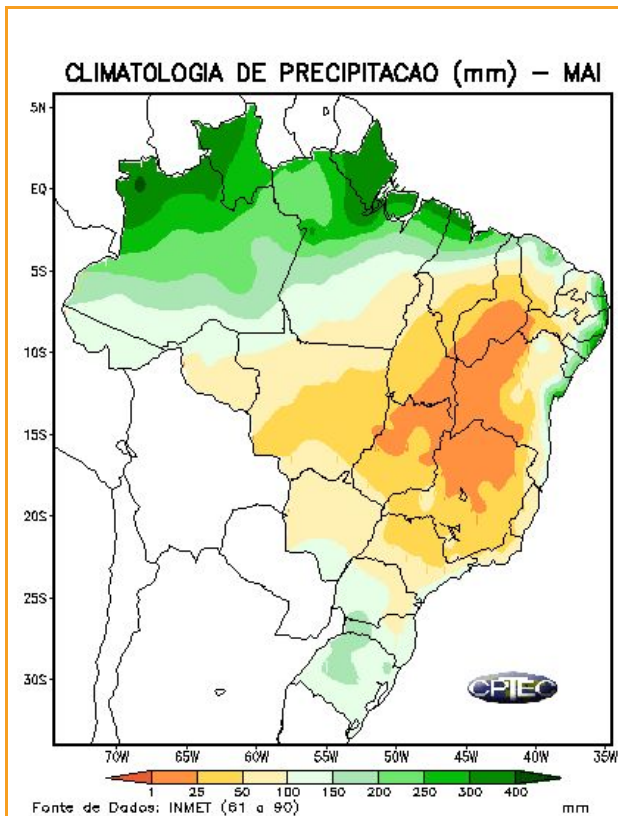 CLIMATOLOGIA DE PRECIPITACAO (mm) – MAI
5N
EQ
5S
10S
15S
20S
25S
30S
70W 65W 60W 55W 50W 45W 40W 35W
CPTEC
1 25 50 100 150 200 250 300 400
Fonte de Dados: INMET (61 a 90) mm